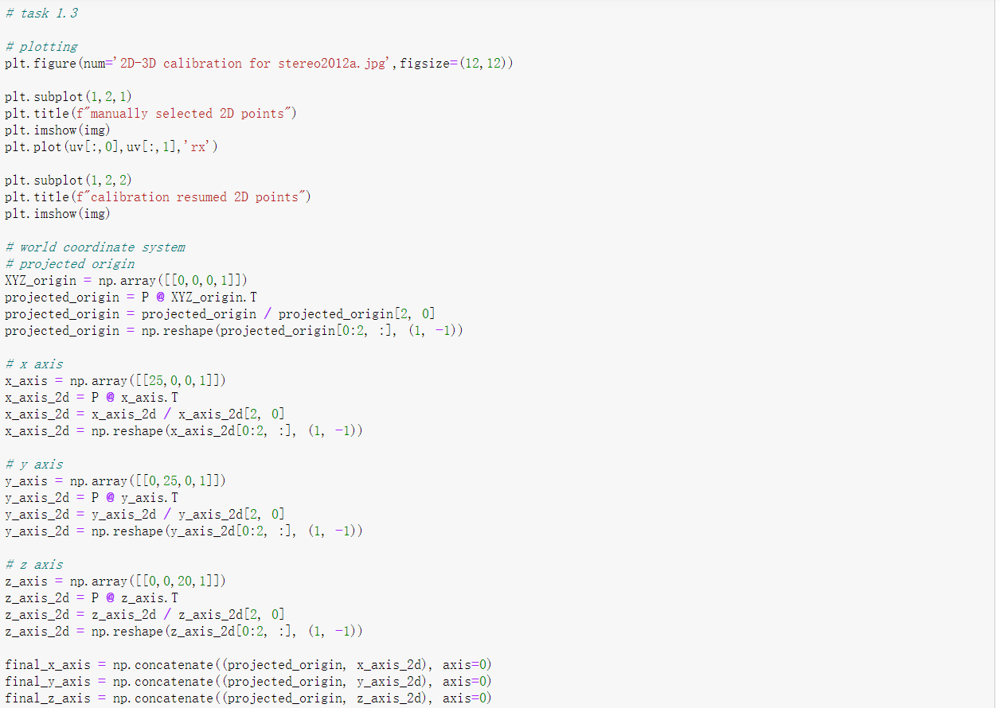 # task 1.3
# plotting
plt.figure(num='2D-3D calibration for stereo2012a.jpg',figsize=(12,12))
plt.subplot(1,2,1)
plt.title(f"manually selected 2D points")
plt.imshow(img)
plt.plot(uv[:,0],uv[:,1],'rx')
plt.subplot(1,2,2)
plt.title(f"calibration resumed 2D points")
plt.imshow(img)
# world coordinate system
# projected origin
XYZ_origin = np.array([[0,0,0,1]])
projected_origin = P @ XYZ_origin.T
projected_origin = projected_origin / projected_origin[2, 0]
projected_origin = np.reshape(projected_origin[0:2, :], (1, -1))
# x axis
x_axis = np.array([[25,0,0,1]])
x_axis_2d = P @ x_axis.T
x_axis_2d = x_axis_2d / x_axis_2d[2, 0]
x_axis_2d = np.reshape(x_axis_2d[0:2, :], (1, -1))
# y axis
y_axis = np.array([[0,25,0,1]])
y_axis_2d = P @ y_axis.T
y_axis_2d = y_axis_2d / y_axis_2d[2, 0]
y_axis_2d = np.reshape(y_axis_2d[0:2, :], (1, -1))
# z axis
z_axis = np.array([[0,0,20,1]])
z_axis_2d = P @ z_axis.T
z_axis_2d = z_axis_2d / z_axis_2d[2, 0]
z_axis_2d = np.reshape(z_axis_2d[0:2, :], (1, -1))
final_x_axis = np.concatenate((projected_origin, x_axis_2d), axis=0)
final_y_axis = np.concatenate((projected_origin, y_axis_2d), axis=0)
final_z_axis = np.concatenate((projected_origin, z_axis_2d), axis=0)